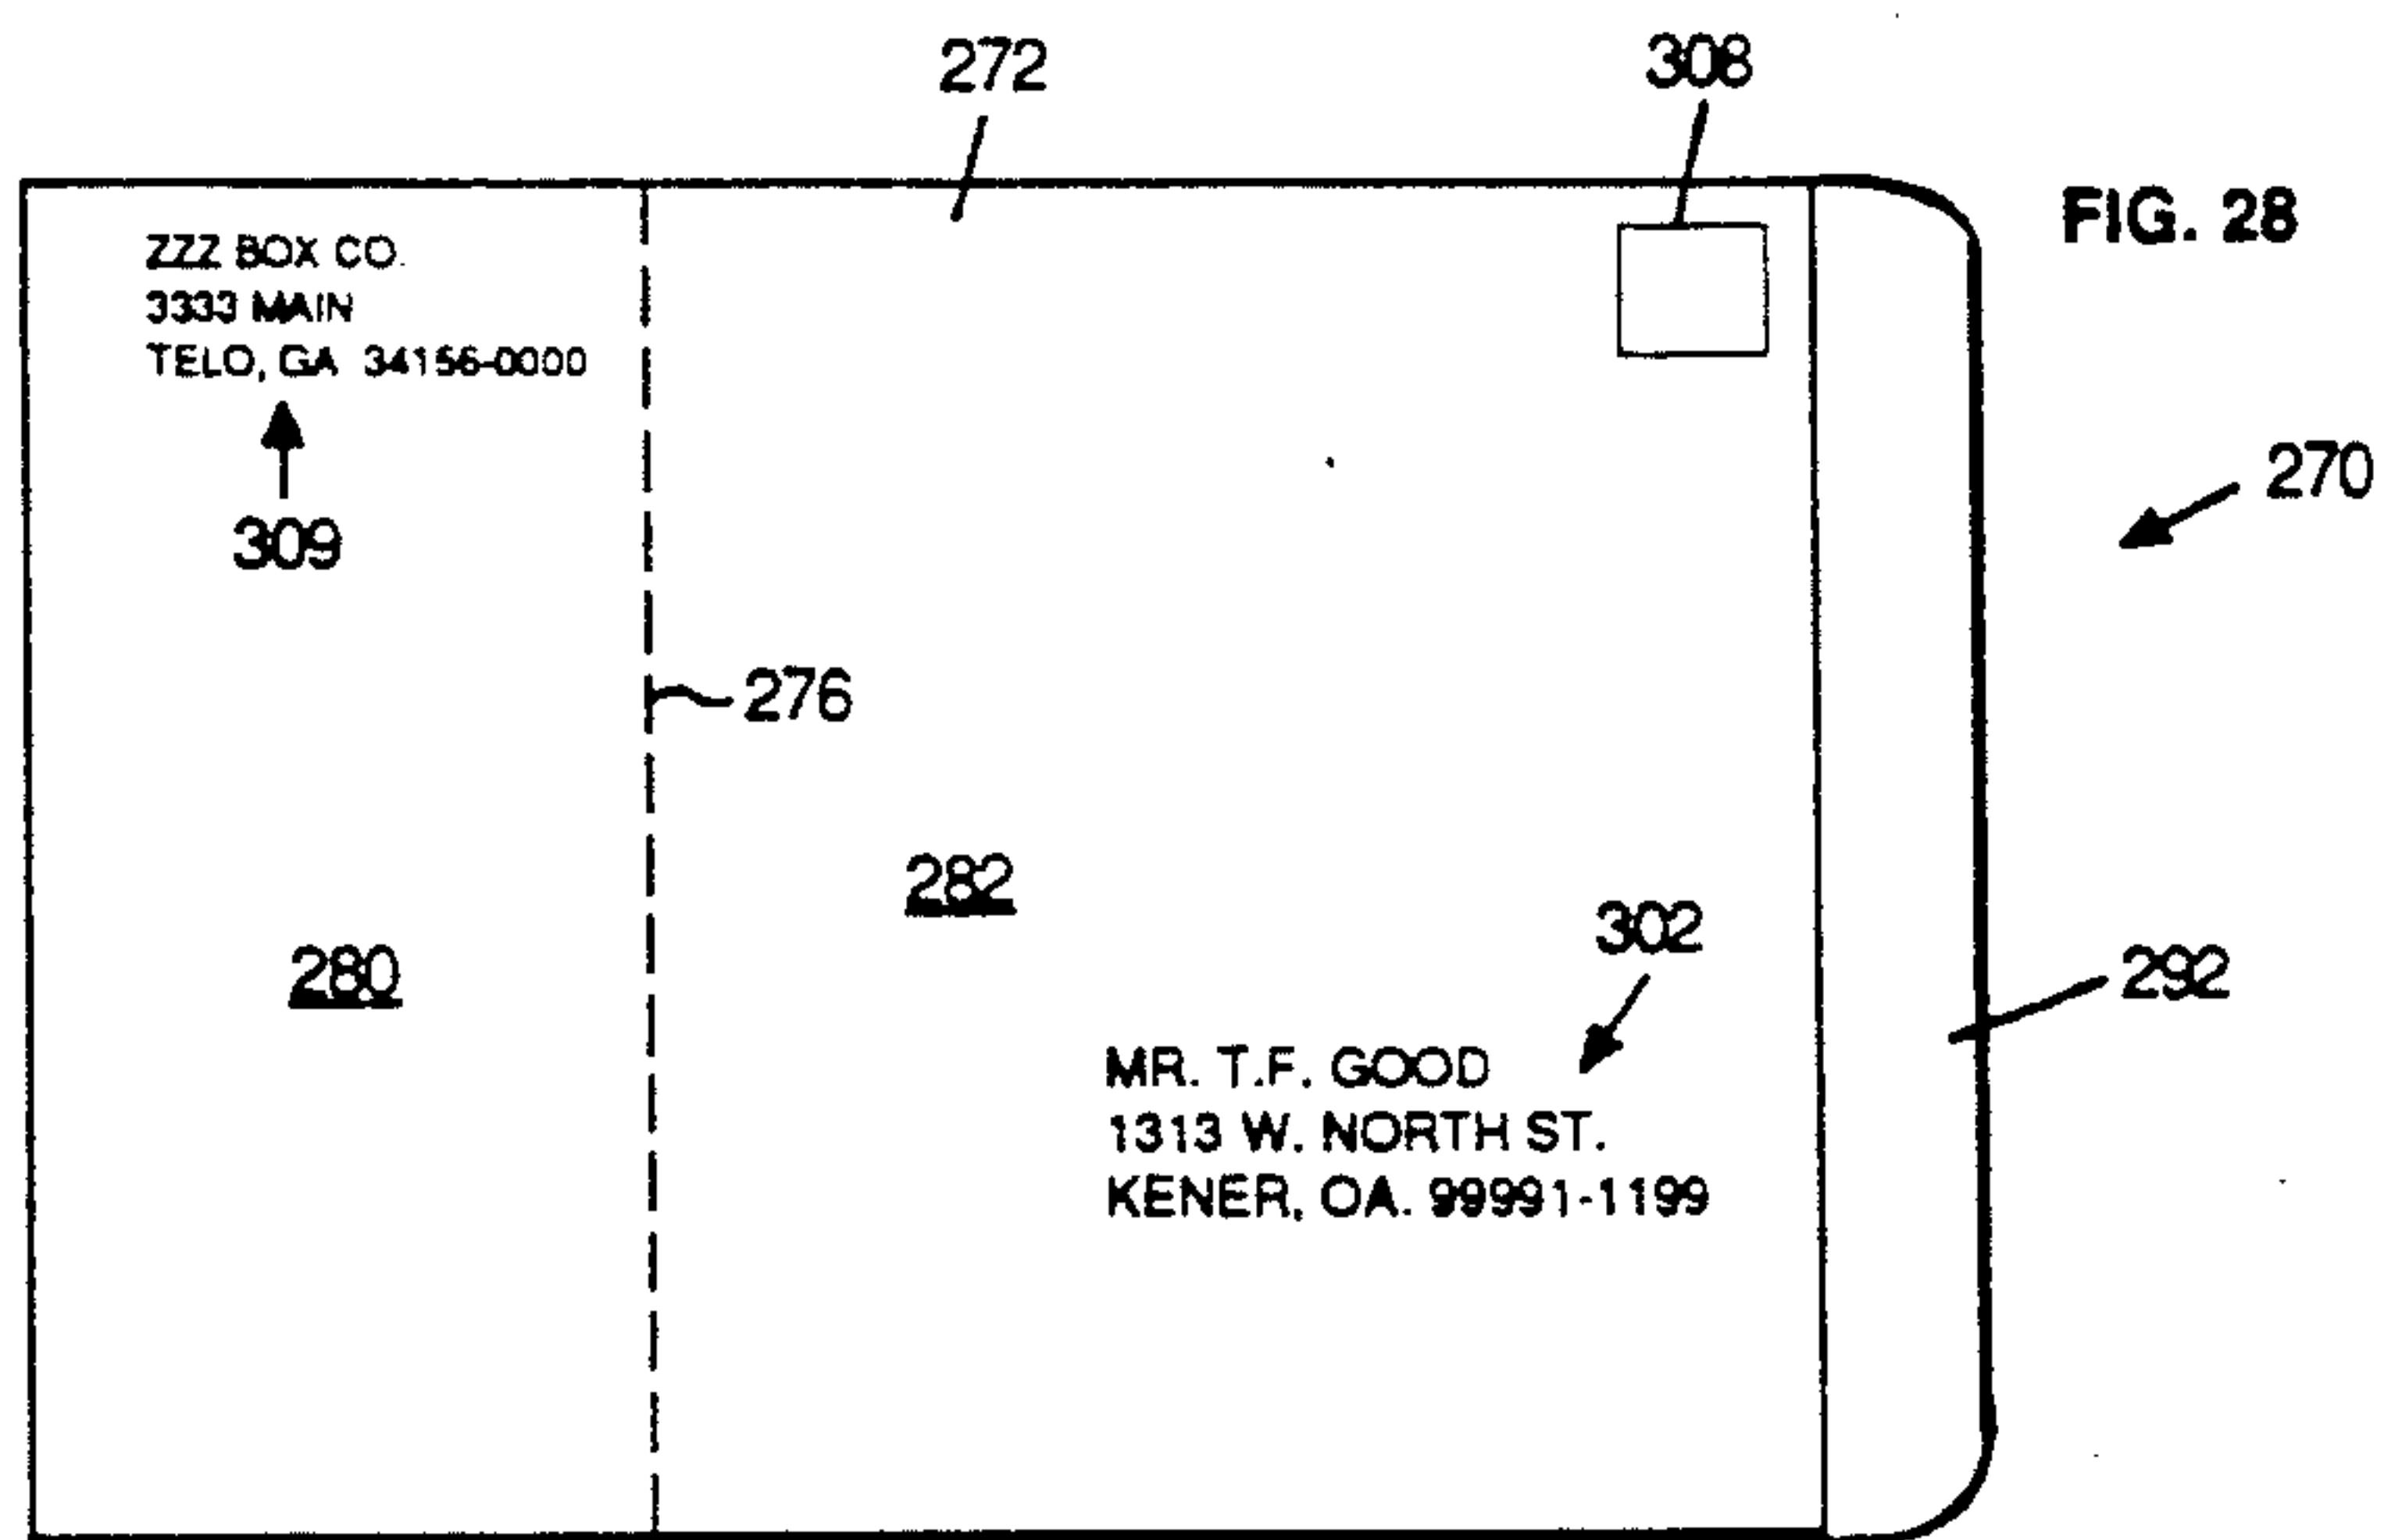 272
308
FIG. 28
ZZZ BOX CO.
3333 MAIN
TELO, GA 34156-0000
309
270
276
282
280
302
292
MR. T.F. GOOD
1313 W. NORTH ST.
KENER, OA. 99991-1199